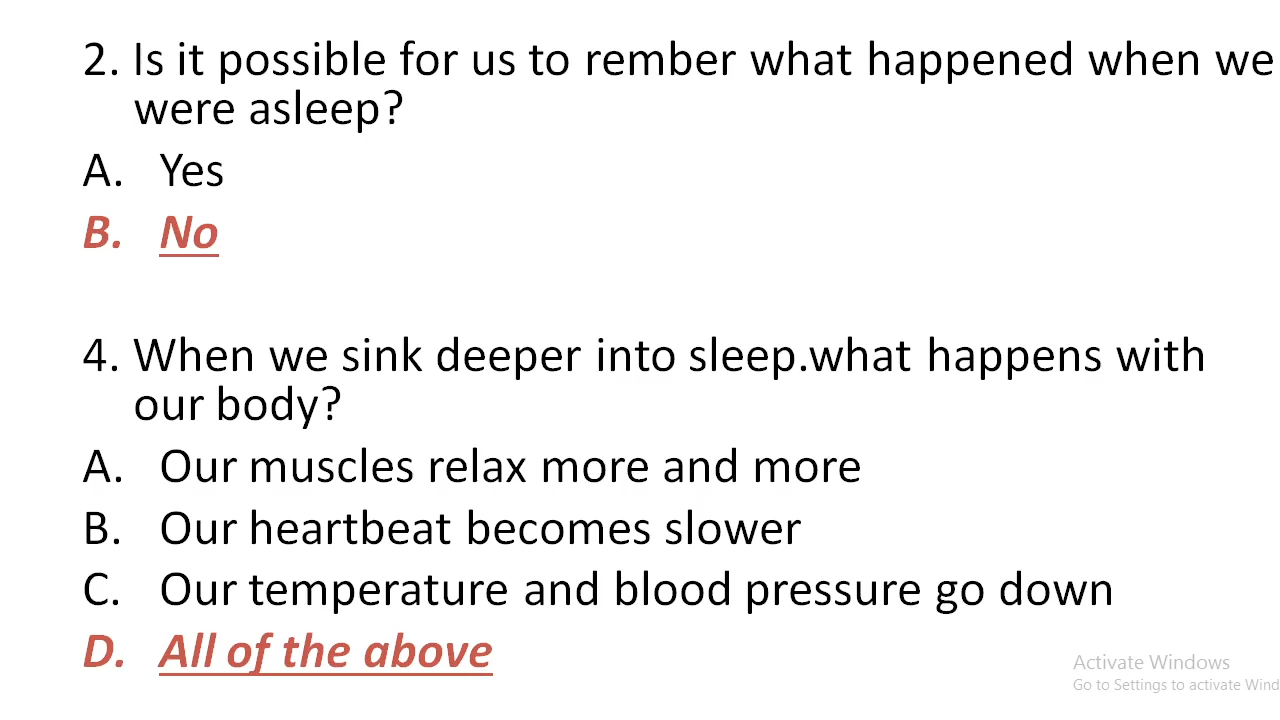 2. Is it possible for us to rember what happened when we
were asleep?
A. Yes
B. No
4. When we sink deeper into sleep.what happens with
our body?
A. Our muscles relax more and more
B. Our heartbeat becomes slower
C. Our temperature and blood pressure go down
D. All of the above
Activate Windows
Go to Settings to activate Wind